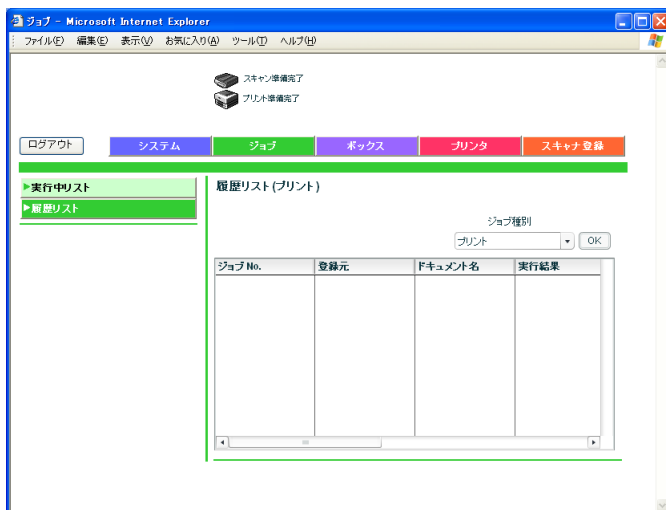 ジョブ - Microsoft Internet Explorer
ファイル(F) 編集(E) 表示(V) お気に入り(A) ツール(T) ヘルプ(H)
スキャン準備完了
プリント準備完了
ログアウト システム ジョブ ボックス プリンタ スキャナ登録
実行中リスト
履歴リスト
履歴リスト(プリント)
ジョブ種別
プリント OK
ジョブ No. 登録元 ドキュメント名 実行結果